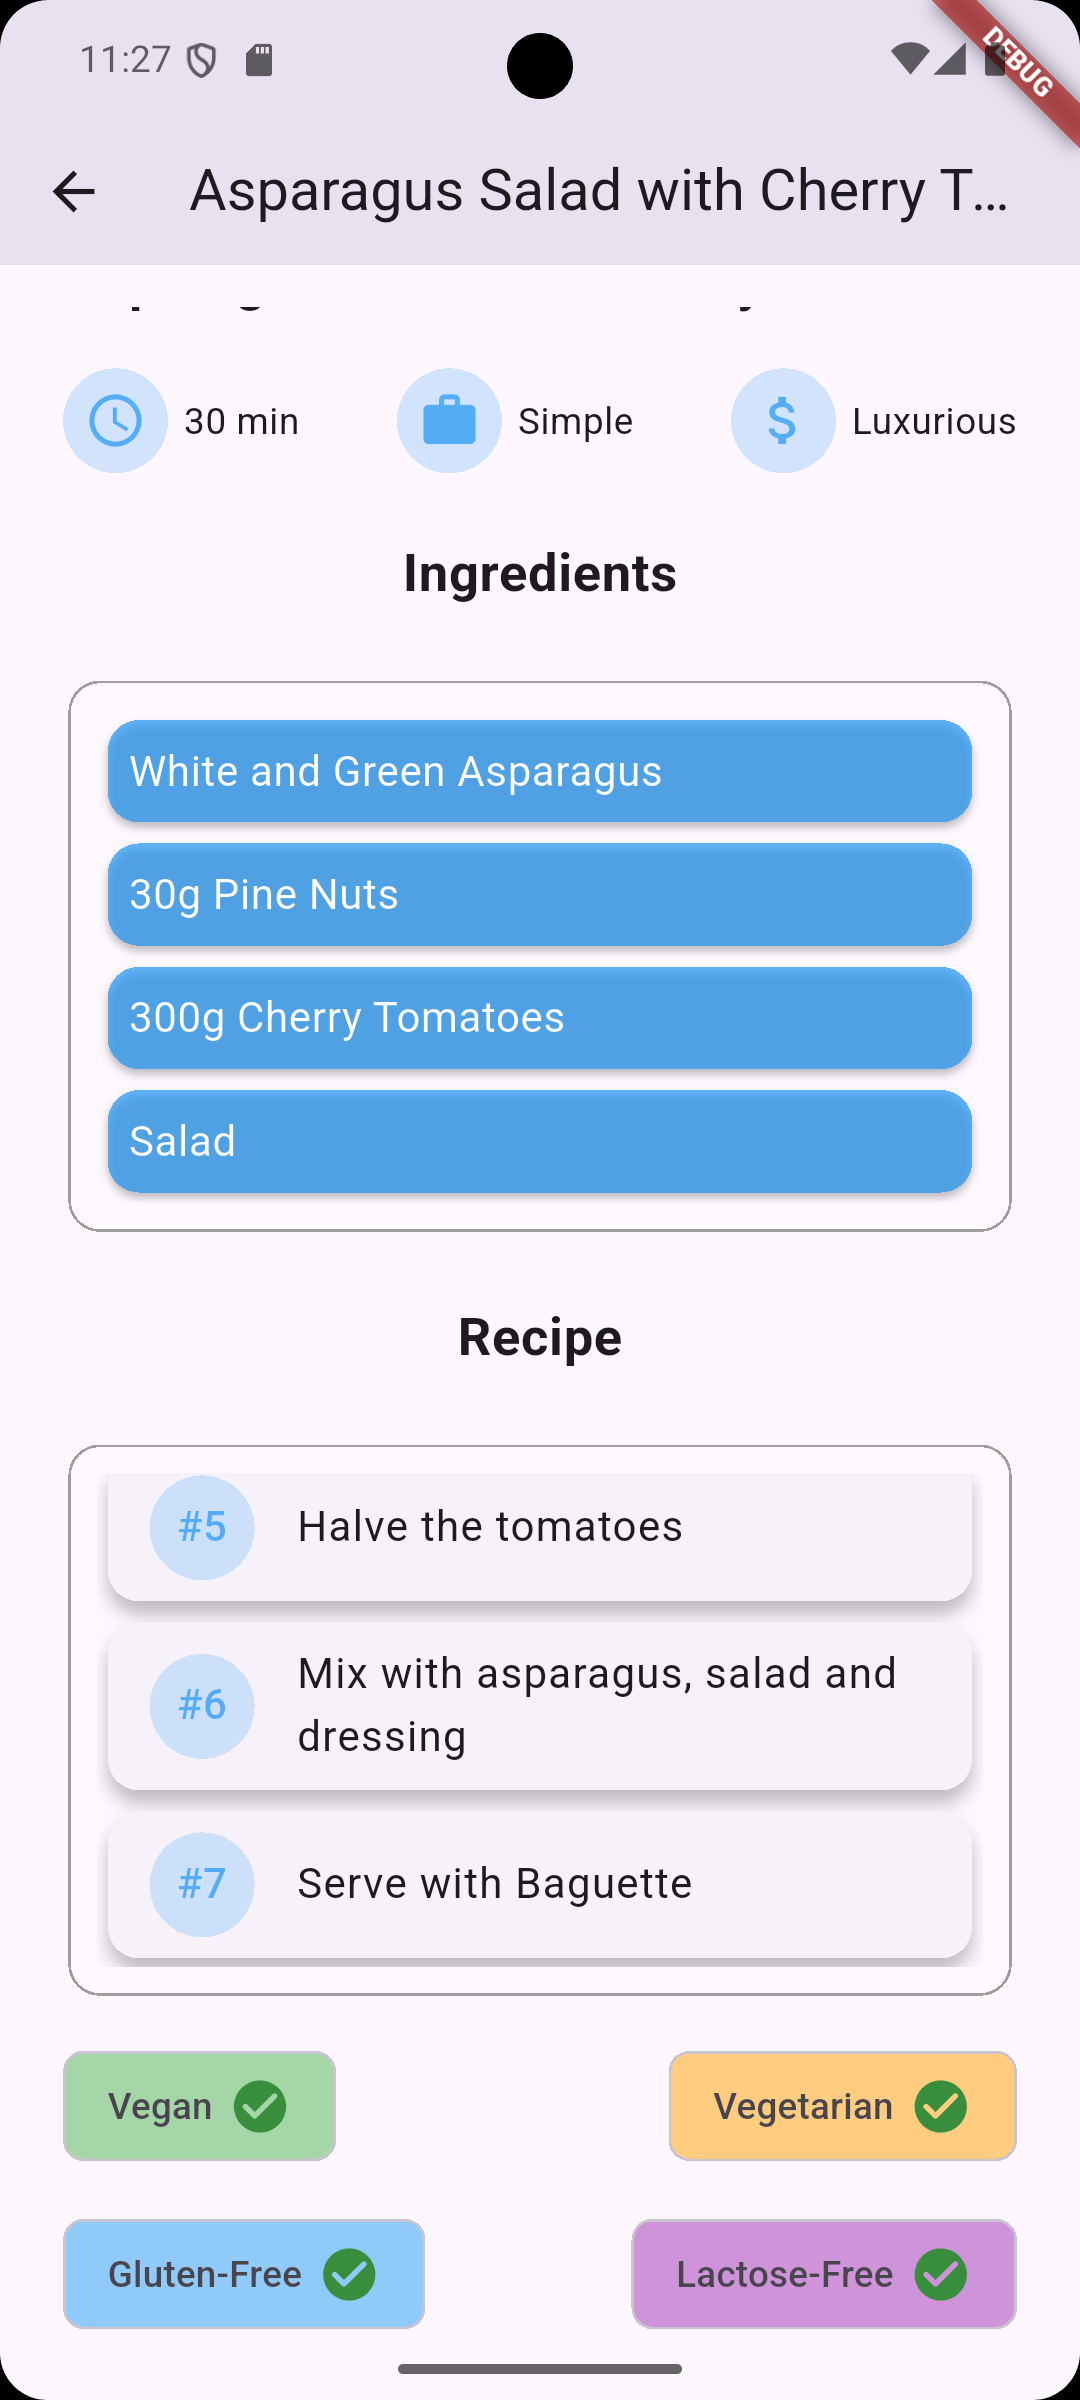 11:27
DEBUG
Asparagus Salad with Cherry T...
30 min
Simple
Luxurious
Ingredients
White and Green Asparagus
30g Pine Nuts
300g Cherry Tomatoes
Salad
Recipe
#5
Halve the tomatoes
#6
Mix with asparagus, salad and
dressing
#7
Serve with Baguette
Vegan
Vegetarian
Gluten-Free
Lactose-Free